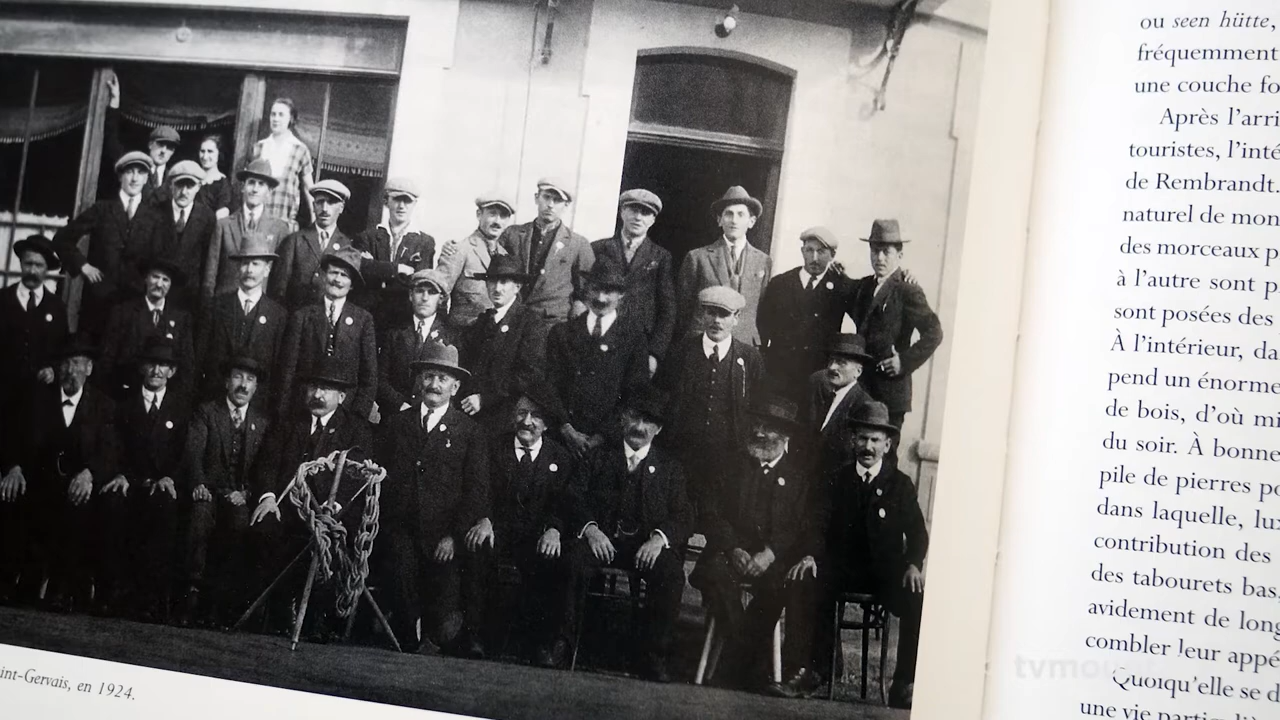 int-Gervais, en 1924.
ou seen hütte,
fréquemment
une couche fo
Après l'arri
touristes, l'inté
de Rembrandt.
naturel de mon
des morceaux p
à l'autre sont p
sont posées des
À l'intérieur, da
pend un énorme
de bois, d'où mi
du soir. À bonne
pile de pierres po
dans laquelle, lu
contribution des
des tabourets bas,
avidement de long
combler leur appé
Quoiqu'elle se d
une vie particuliè
tvmou